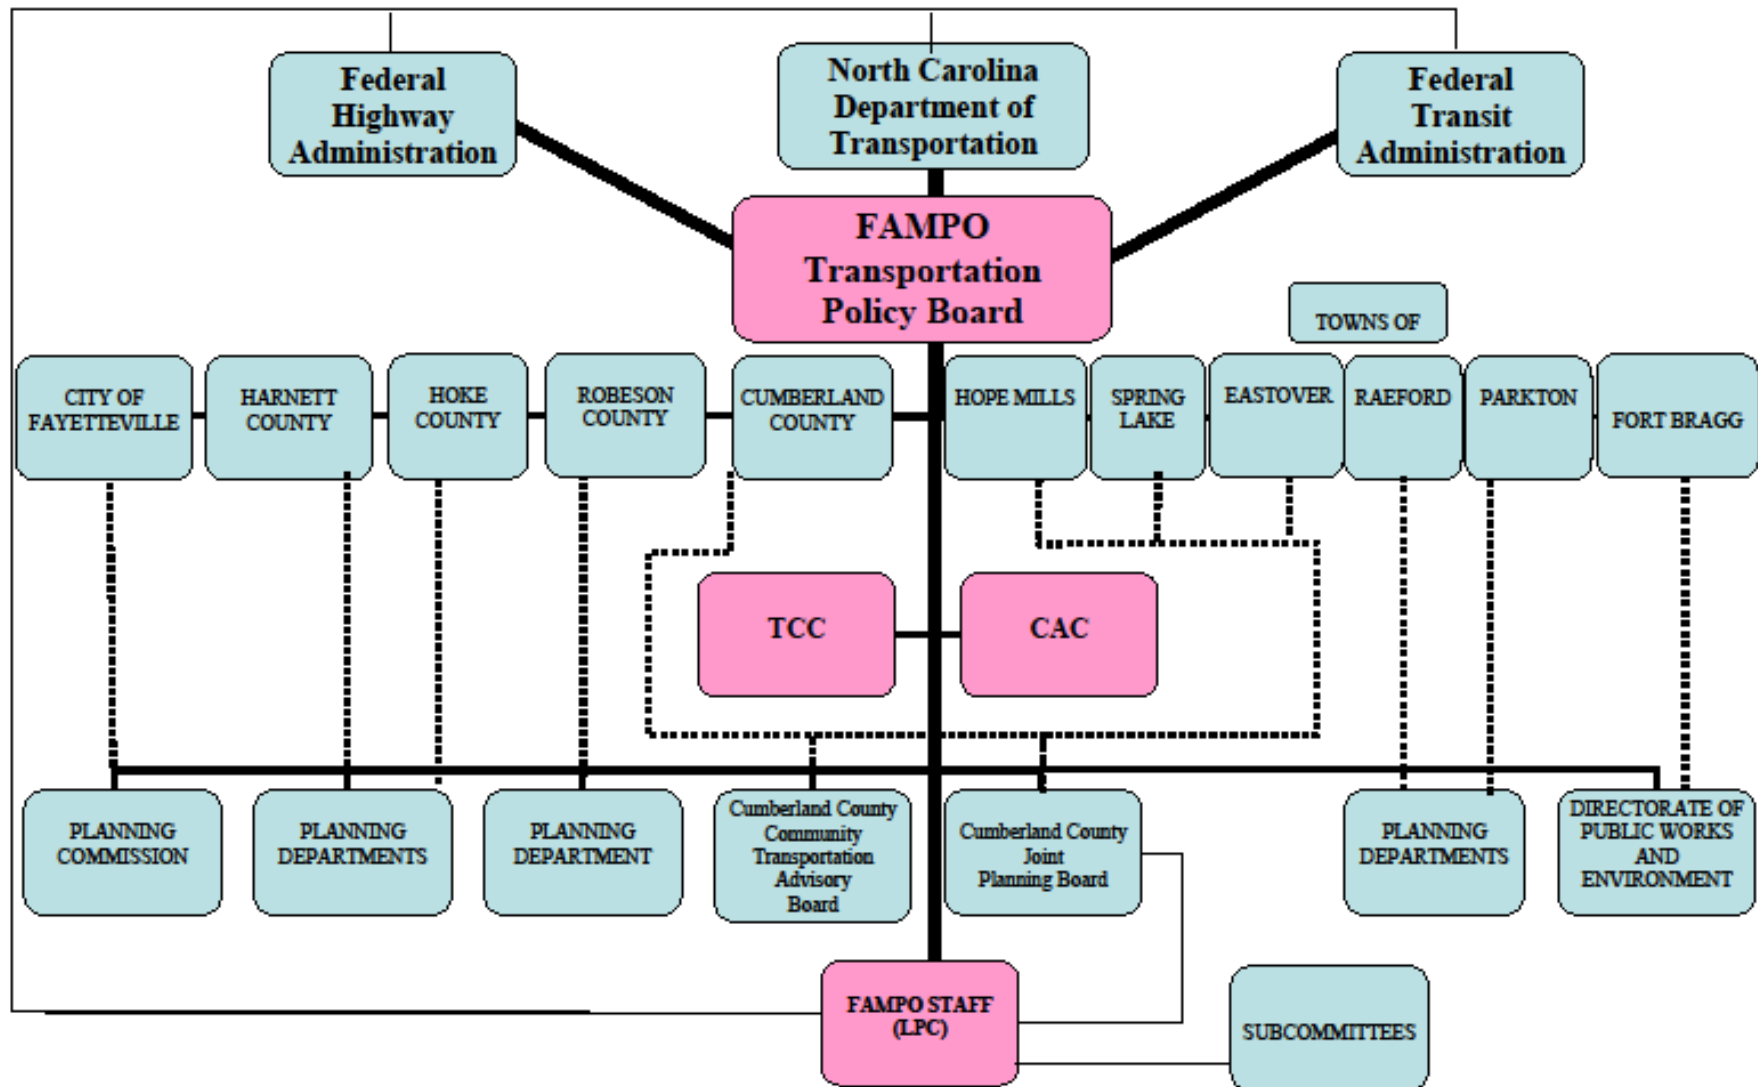 Federal
Highway
Administration
North Carolina
Department of
Transportation
Federal
Transit
Administration
FAMPO
Transportation
Policy Board
TOWNS OF
CITY OF
FAYETTEVILLE
HARNETT
COUNTY
HOKE
COUNTY
ROBESON
COUNTY
CUMBERLAND
COUNTY
HOPE MILLS
SPRING
LAKE
EASTOVER
RAEFORD
PARKTON
FORT BRAGG
TCC
CAC
PLANNING
COMMISSION
PLANNING
DEPARTMENTS
PLANNING
DEPARTMENT
Cumberland County
Community
Transportation
Advisory
Board
Cumberland County
Joint
Planning Board
PLANNING
DEPARTMENTS
DIRECTORATE OF
PUBLIC WORKS
AND
ENVIRONMENT
FAMPO STAFF
(LPC)
SUBCOMMITTEES